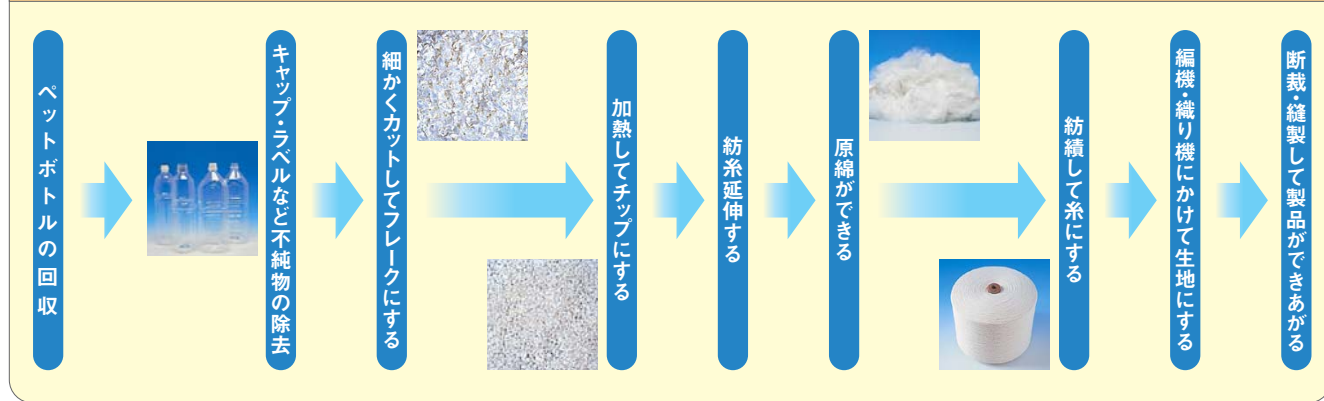 ペットボトルの回収
キャップ・ラベルなど不純物の除去
細かくカットしてフレークにする
加熱してチップにする
紡糸延伸する
原綿ができる
紡績して糸にする
編機・織り機にかけて生地にする
断裁・縫製して製品ができあがる